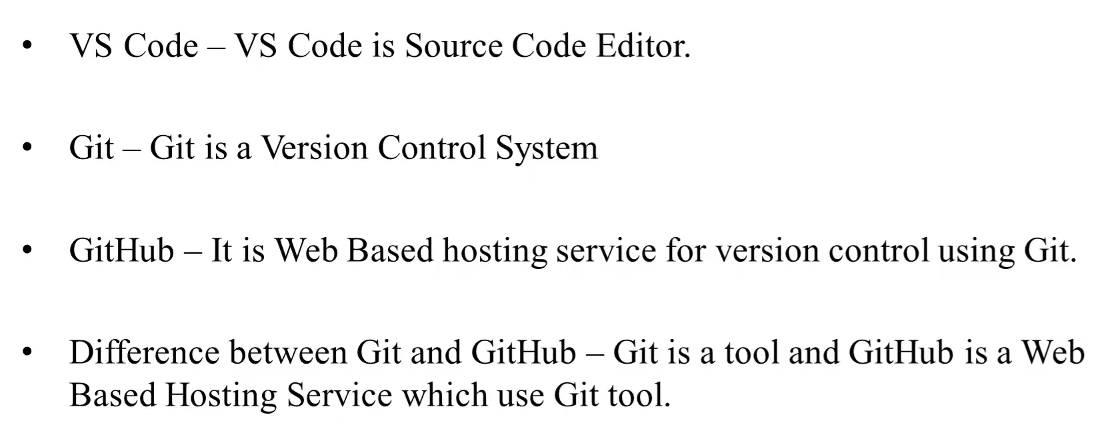 • VS Code – VS Code is Source Code Editor.
• Git – Git is a Version Control System
• GitHub – It is Web Based hosting service for version control using Git.
• Difference between Git and GitHub – Git is a tool and GitHub is a Web
Based Hosting Service which use Git tool.